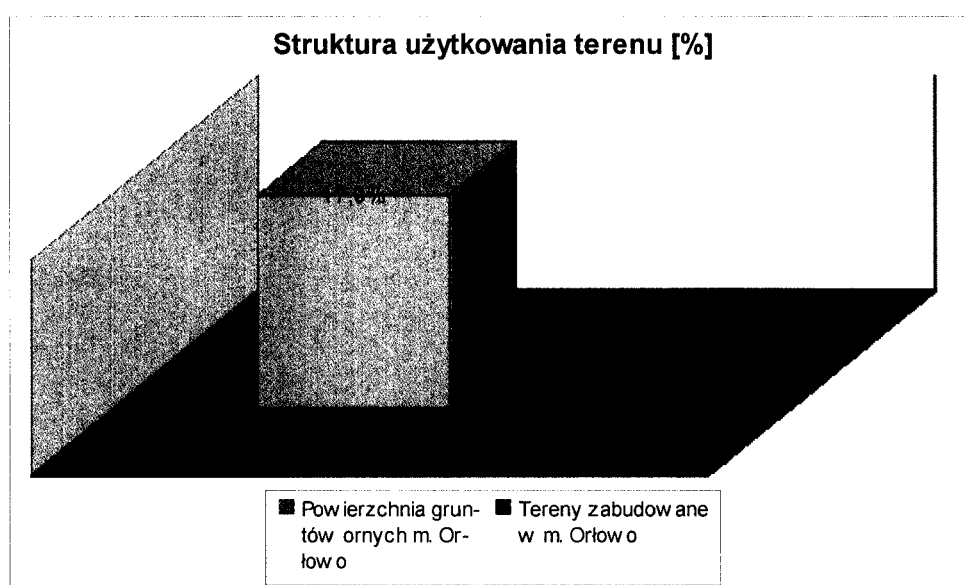 Struktura użytkowania terenu [%]
Powierzchnia grun-
tów ornych m. Or-
łowo
Tereny zabudowane
w m. Orłowo